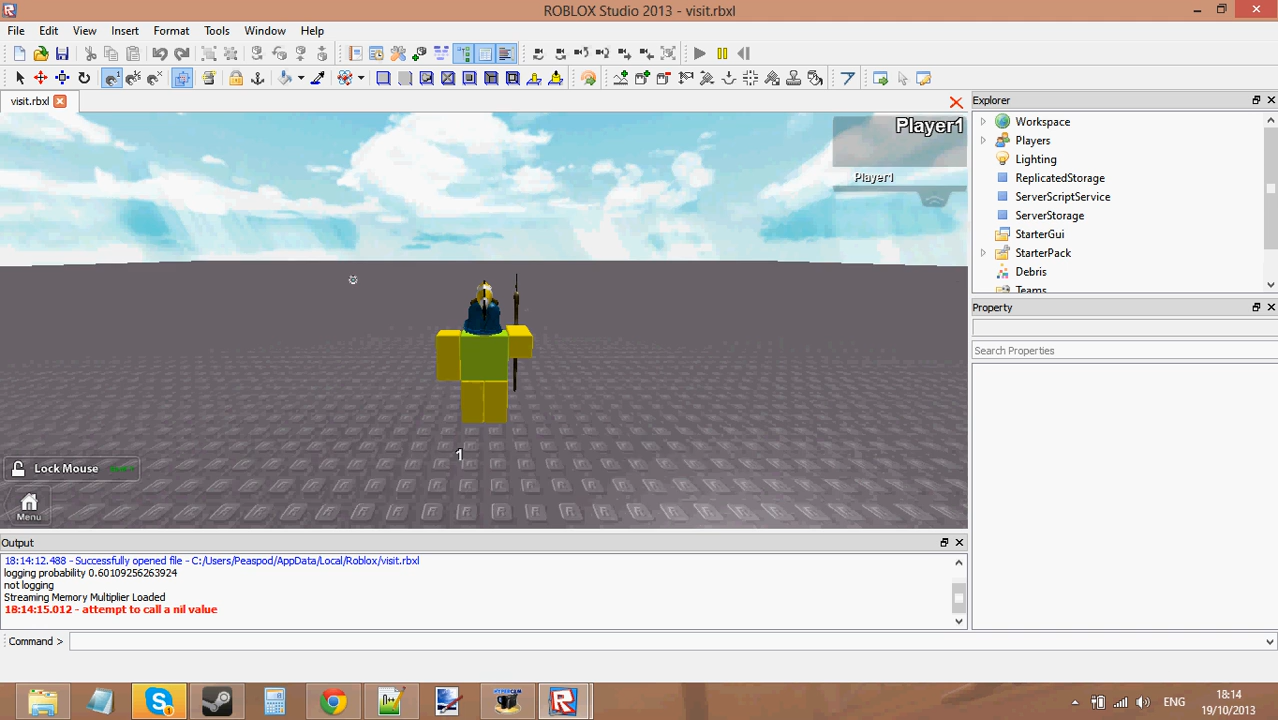 ROBLOX Studio 2013 - visit.rbxl
File Edit View Insert Format Tools Window Help
visit.rbxl
Player1
Player1
1
Lock Mouse
Menu
Explorer
Workspace
Players
Lighting
ReplicatedStorage
ServerScriptService
ServerStorage
StarterGui
StarterPack
Debris
Teams
Property
Search Properties
Output
18:14:12.488 - Successfully opened file - C:/Users/Peaspod/AppData/Local/Roblox/visit.rbxl
logging probability 0.60109256263924
not logging
Streaming Memory Multiplier Loaded
18:14:15.012 - attempt to call a nil value
Command >
ENG
18:14
19/10/2013